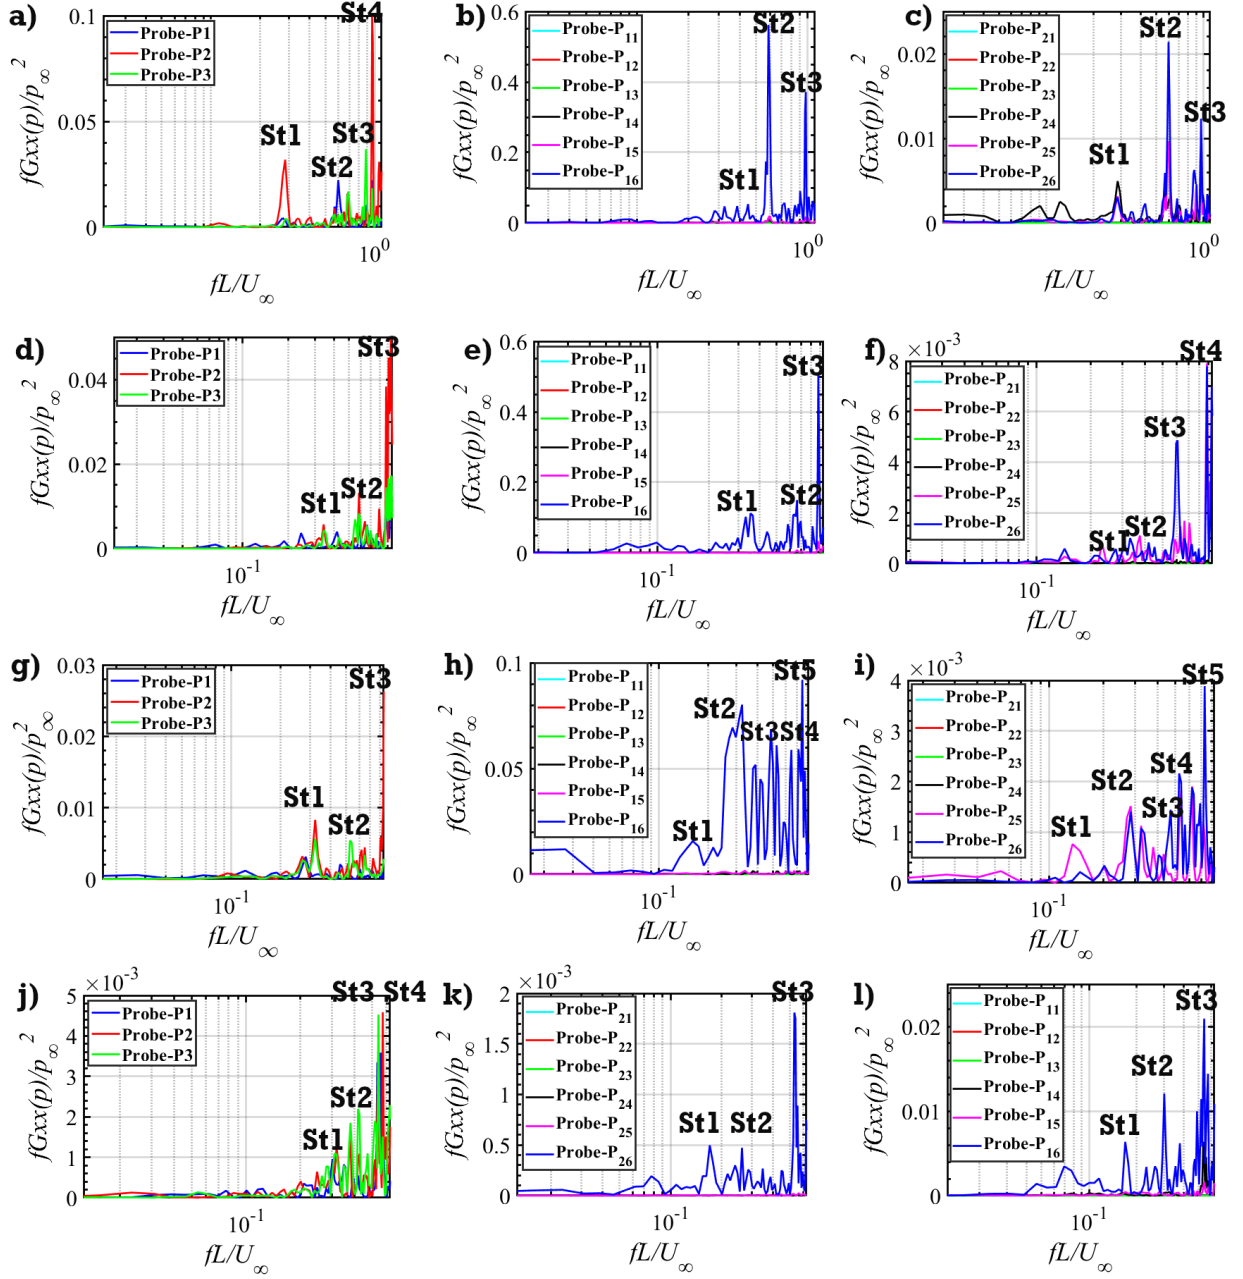 a)
St4
0.1
Probe-P1
Probe-P2
Probe-P3
0.05
St1
St2
St3
0
10^0
fGxx(p)/p∞^2
fL/U∞
b)
0.6
St2
Probe-P11
Probe-P12
Probe-P13
Probe-P14
Probe-P15
Probe-P16
St3
0.4
0.2
St1
0
10^0
fGxx(p)/p∞^2
fL/U∞
c)
St2
Probe-P21
Probe-P22
Probe-P23
Probe-P24
Probe-P25
Probe-P26
0.02
St3
0.01
St1
0
10^0
fGxx(p)/p∞^2
fL/U∞
d)
St3
Probe-P1
Probe-P2
Probe-P3
0.04
0.02
St1
St2
0
10^-1
fGxx(p)/p∞^2
fL/U∞
e)
0.6
St3
Probe-P11
Probe-P12
Probe-P13
Probe-P14
Probe-P15
Probe-P16
0.4
0.2
St1
St2
0
10^-1
fGxx(p)/p∞^2
fL/U∞
f)
×10^-3
St4
8
Probe-P21
Probe-P22
Probe-P23
Probe-P24
Probe-P25
Probe-P26
6
St3
4
2
St1
St2
0
10^-1
fGxx(p)/p∞^2
fL/U∞
g)
0.03
St3
Probe-P1
Probe-P2
Probe-P3
0.02
0.01
St1
St2
0
10^-1
fGxx(p)/p∞^2
fL/U∞
h)
0.1
St5
Probe-P11
Probe-P12
Probe-P13
Probe-P14
Probe-P15
Probe-P16
St2
St3
St4
0.05
St1
0
10^-1
fGxx(p)/p∞^2
fL/U∞
i)
×10^-3
St5
4
Probe-P21
Probe-P22
Probe-P23
Probe-P24
Probe-P25
Probe-P26
3
St4
2
St2
St3
1
St1
0
10^-1
fGxx(p)/p∞^2
fL/U∞
j)
×10^-3
St3
St4
5
Probe-P1
Probe-P2
Probe-P3
4
3
St2
2
St1
1
0
10^-1
fGxx(p)/p∞^2
fL/U∞
k)
×10^-3
St3
2
Probe-P21
Probe-P22
Probe-P23
Probe-P24
Probe-P25
Probe-P26
1.5
1
St1
St2
0.5
0
10^-1
fGxx(p)/p∞^2
fL/U∞
l)
St3
Probe-P11
Probe-P12
Probe-P13
Probe-P14
Probe-P15
Probe-P16
0.02
St2
0.01
St1
0
10^-1
fGxx(p)/p∞^2
fL/U∞